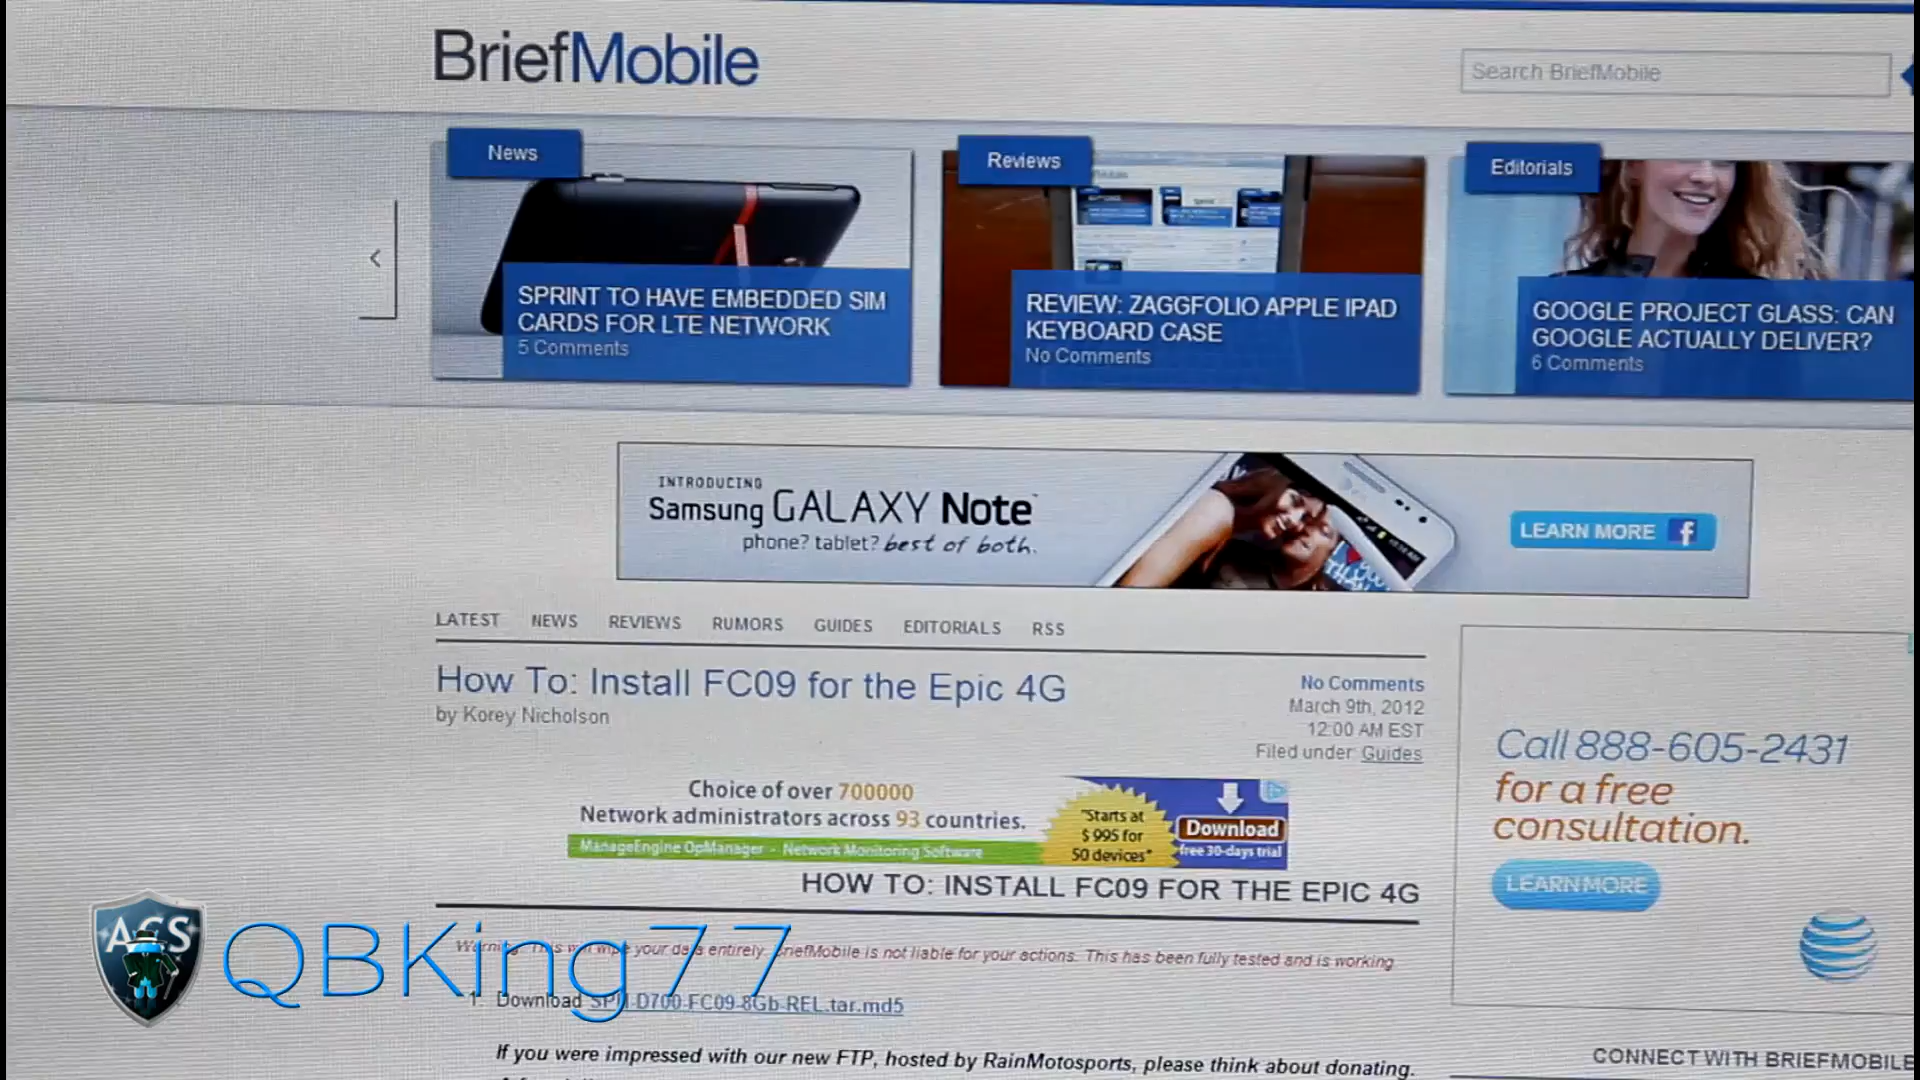 BriefMobile
Search BriefMobile
News
SPRINT TO HAVE EMBEDDED SIM
CARDS FOR LTE NETWORK
5 Comments
Reviews
REVIEW: ZAGGFOLIO APPLE IPAD
KEYBOARD CASE
No Comments
Editorials
GOOGLE PROJECT GLASS: CAN
GOOGLE ACTUALLY DELIVER?
6 Comments
INTRODUCING
Samsung GALAXY Note
phone? tablet? best of both.
LEARN MORE f
LATEST NEWS REVIEWS RUMORS GUIDES EDITORIALS RSS
How To: Install FC09 for the Epic 4G
by Korey Nicholson
No Comments
March 9th, 2012
12:00 AM EST
Filed under: Guides
Choice of over 700000
Network administrators across 93 countries.
ManageEngine OpManager - Network Monitoring Software
"Starts at
$ 995 for
50 devices"
Download
free 30-days trial
Call 888-605-2431
for a free
consultation.
LEARN MORE
HOW TO: INSTALL FC09 FOR THE EPIC 4G
Warning: This will wipe your data entirely. BriefMobile is not liable for your actions. This has been fully tested and is working
ACS
QBKing77
1. Download SPH-D700-FC09-8Gb-REL.tar.md5
If you were impressed with our new FTP, hosted by RainMotosports, please think about donating.
CONNECT WITH BRIEFMOBILE